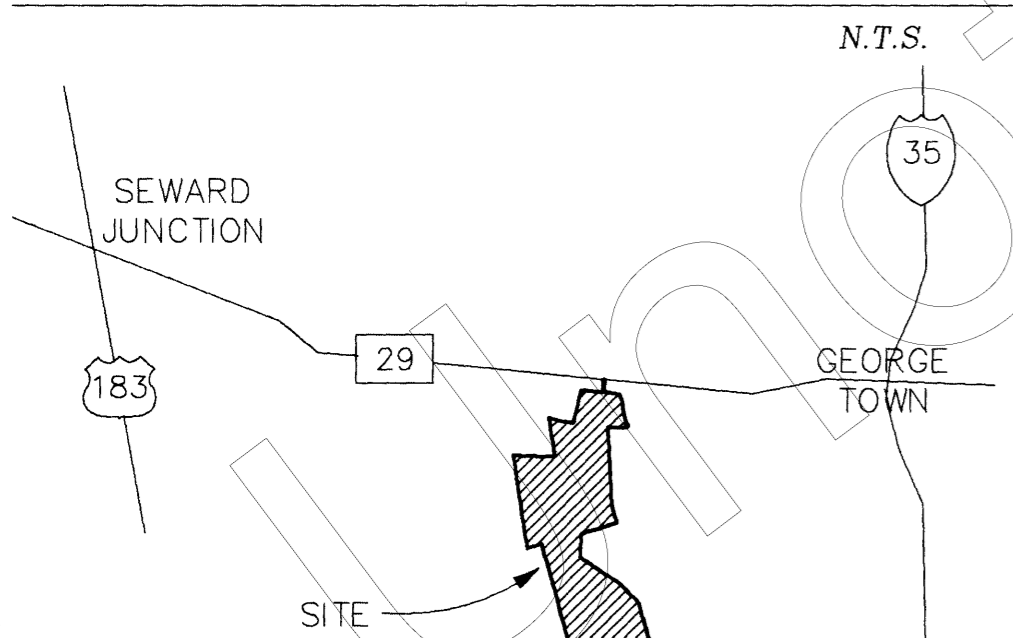 N.T.S.
35
SEWARD
JUNCTION
29
183
GEORGE
TOWN
SITE